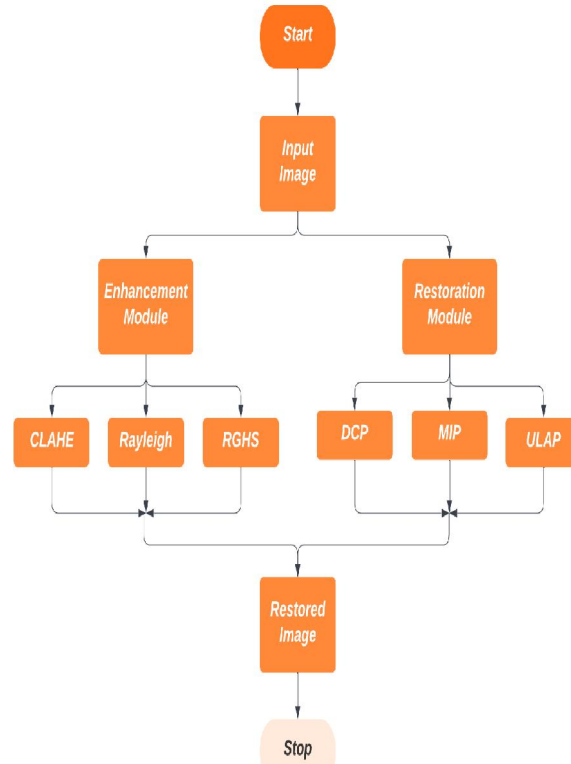 Start
Input
Image
Enhancement
Module
Restoration
Module
CLAHE
Rayleigh
RGHS
DCP
MIP
ULAP
Restored
Image
Stop